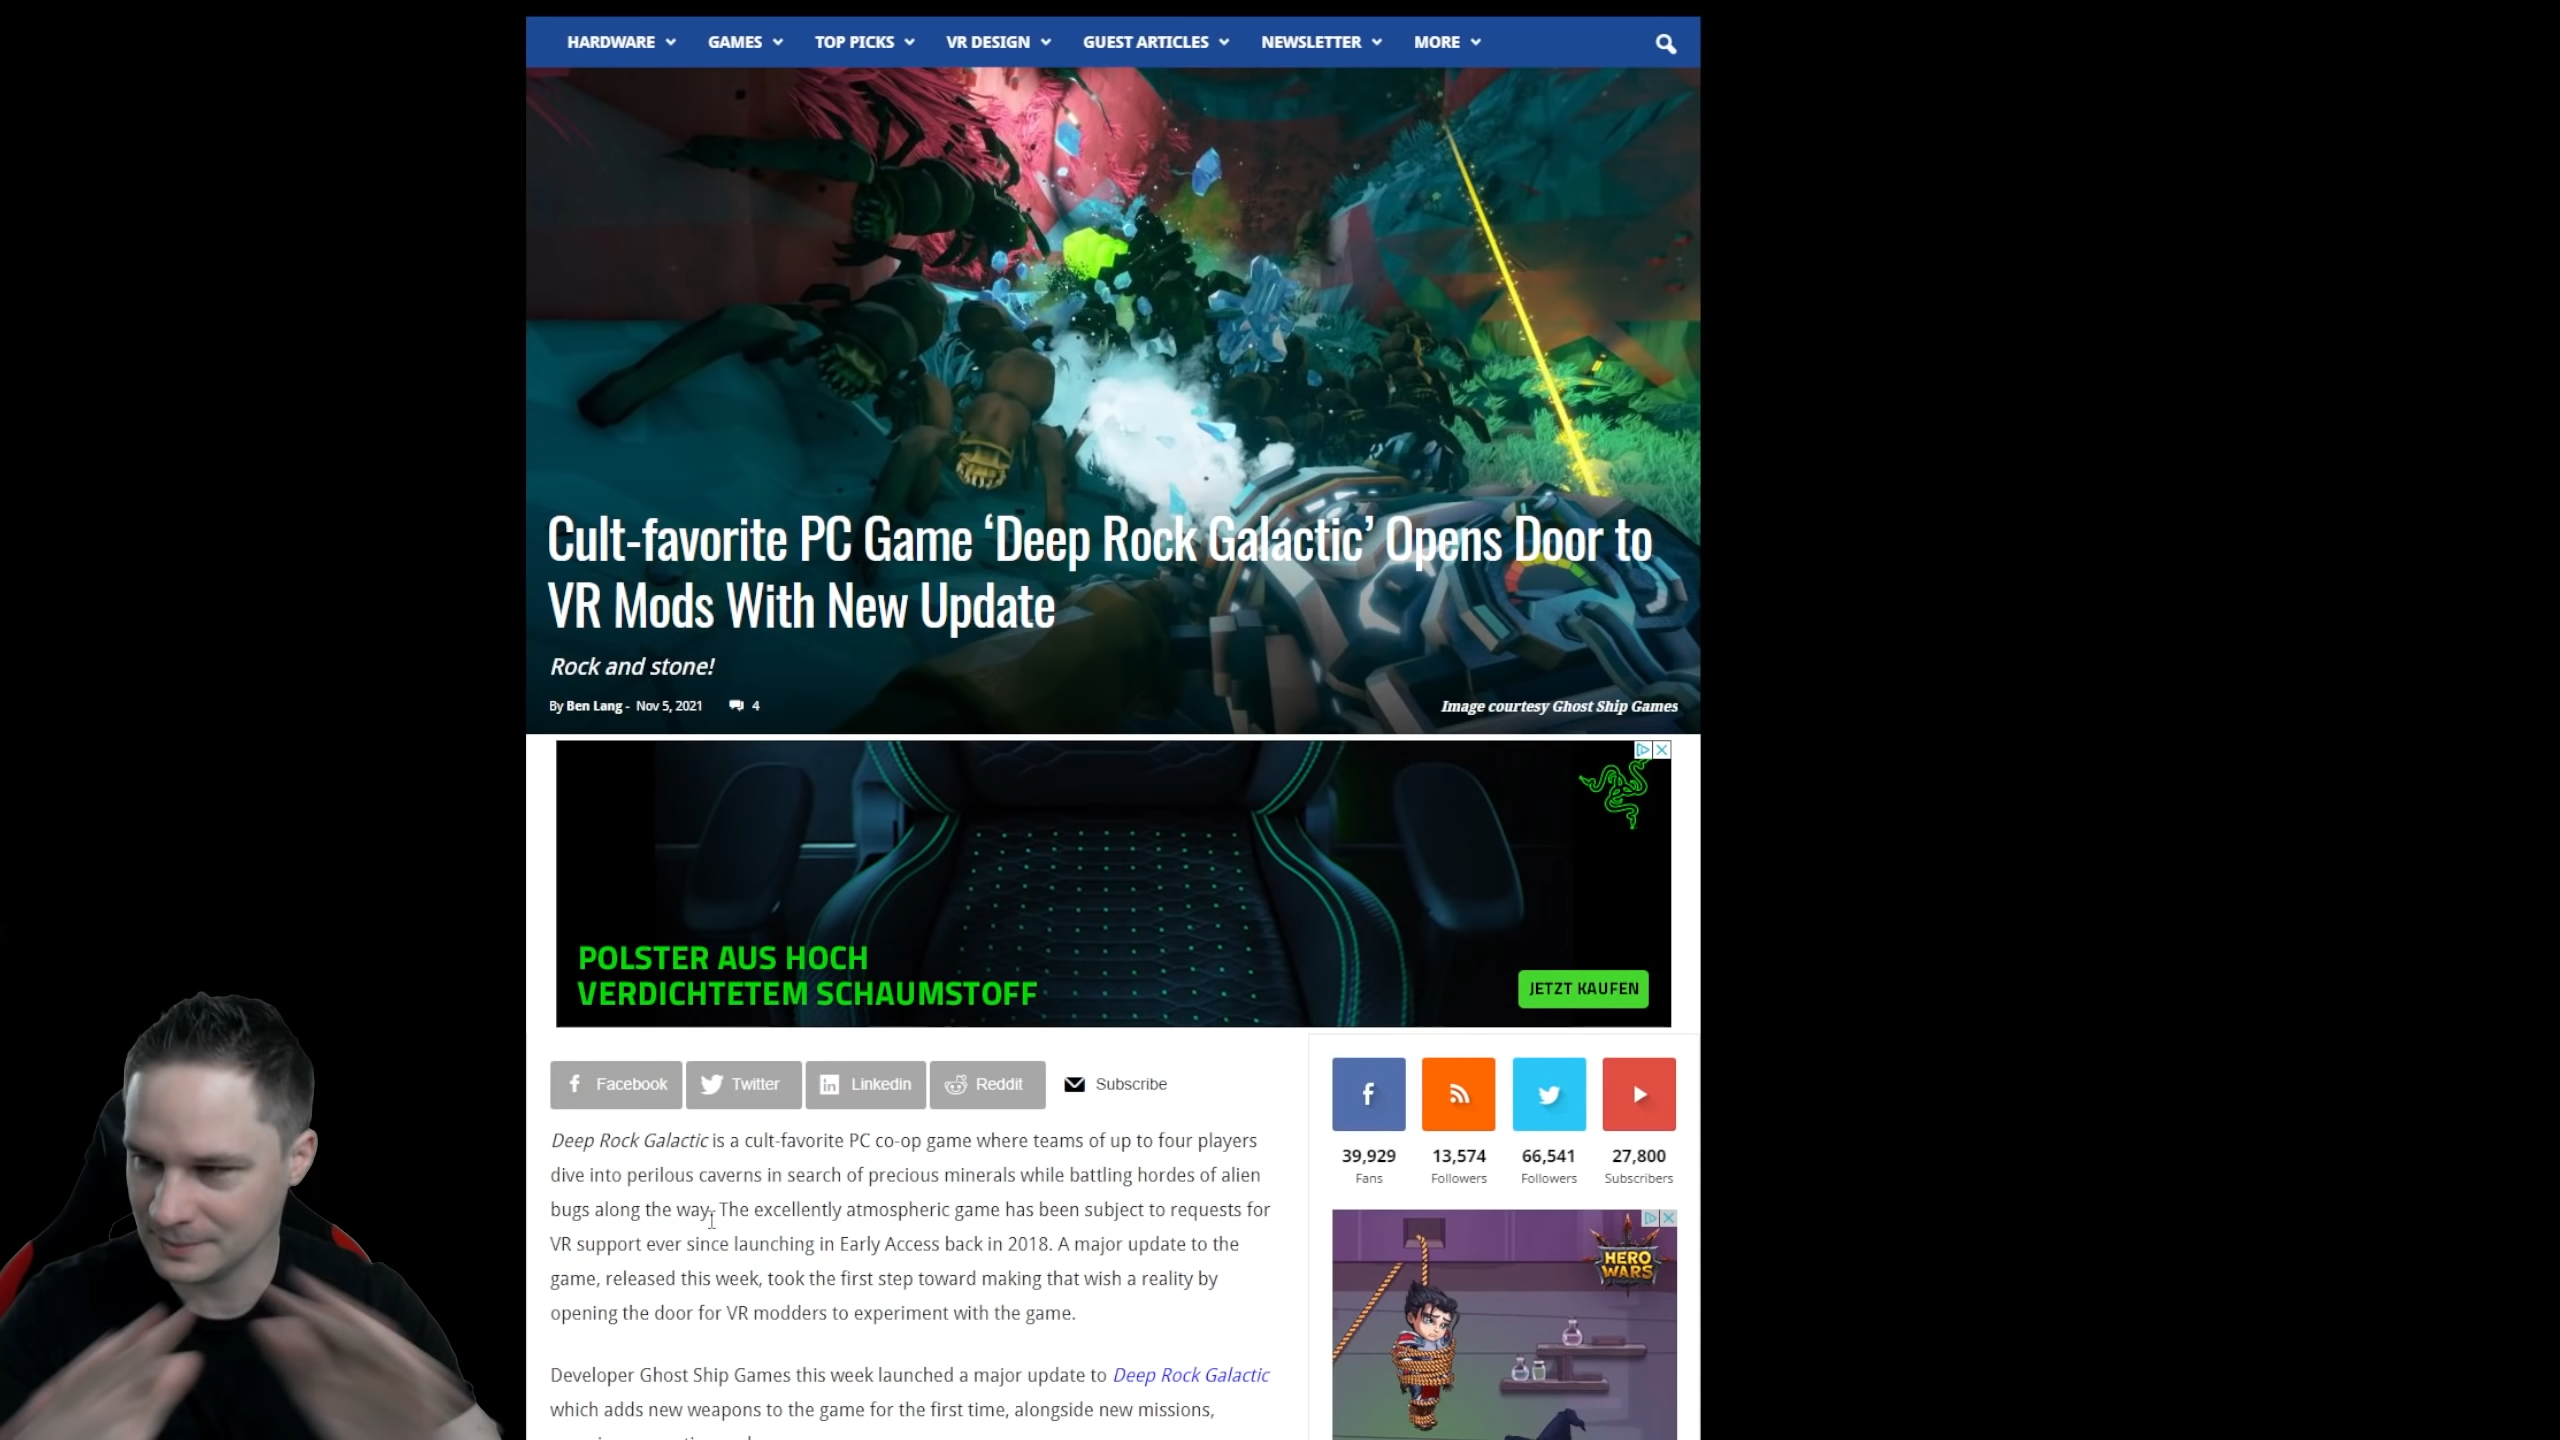 HARDWARE GAMES TOP PICKS VR DESIGN GUEST ARTICLES NEWSLETTER MORE
Cult-favorite PC Game ‘Deep Rock Galactic’ Opens Door to
VR Mods With New Update
Rock and stone!
By Ben Lang - Nov 5, 2021 4
Image courtesy Ghost Ship Games
POLSTER AUS HOCH
VERDICHTETEM SCHAUMSTOFF
JETZT KAUFEN
Facebook Twitter Linkedin Reddit Subscribe
Deep Rock Galactic is a cult-favorite PC co-op game where teams of up to four players
dive into perilous caverns in search of precious minerals while battling hordes of alien
bugs along the way. The excellently atmospheric game has been subject to requests for
VR support ever since launching in Early Access back in 2018. A major update to the
game, released this week, took the first step toward making that wish a reality by
opening the door for VR modders to experiment with the game.
Developer Ghost Ship Games this week launched a major update to Deep Rock Galactic
which adds new weapons to the game for the first time, alongside new missions,
39,929 13,574 66,541 27,800
Fans Followers Followers Subscribers
HERO
WARS